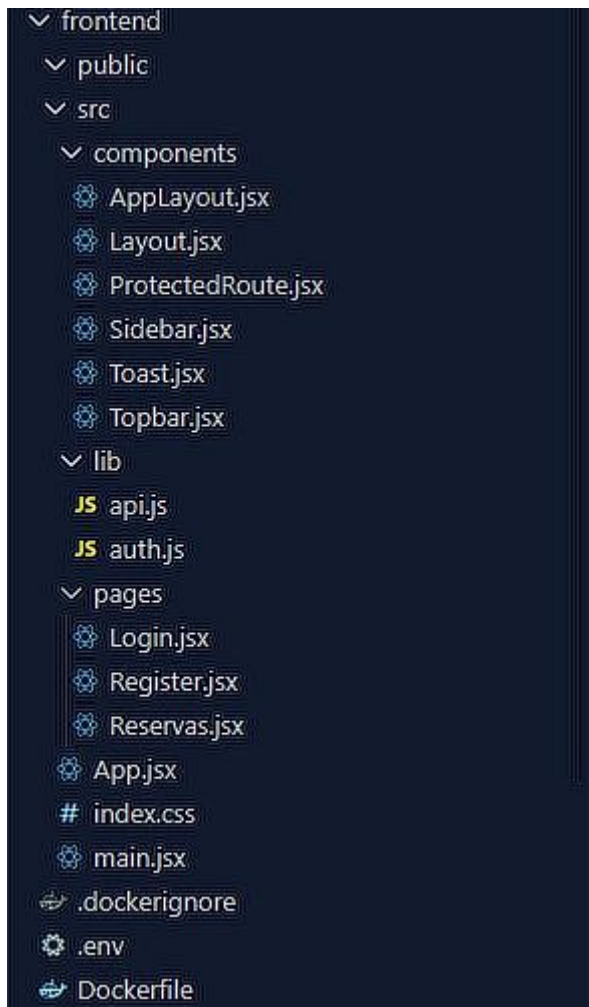 frontend
public
src
components
AppLayout.jsx
Layout.jsx
ProtectedRoute.jsx
Sidebar.jsx
Toast.jsx
Topbar.jsx
lib
JS api.js
JS auth.js
pages
Login.jsx
Register.jsx
Reservas.jsx
App.jsx
# index.css
main.jsx
.dockerignore
.env
Dockerfile